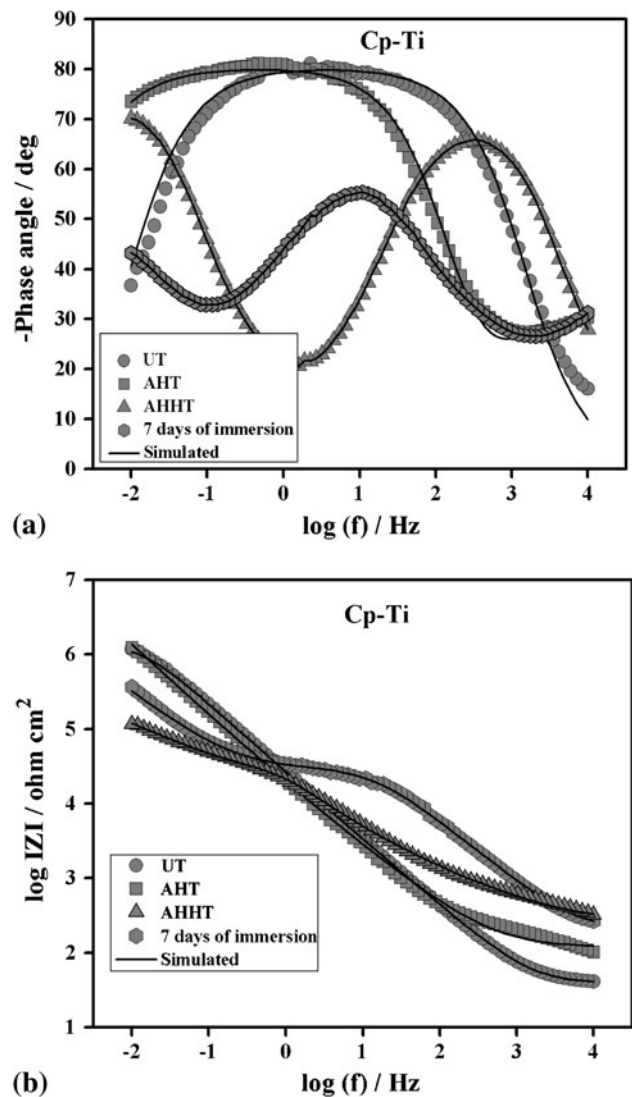 Cp-Ti
-Phase angle / deg
90
80
70
60
50
40
30
20
10
0
UT
AHT
AHHT
7 days of immersion
Simulated
-2 -1 0 1 2 3 4
(a)
log (f) / Hz
Cp-Ti
log IZI / ohm cm²
7
6
5
4
3
2
1
UT
AHT
AHHT
7 days of immersion
Simulated
-2 -1 0 1 2 3 4
(b)
log (f) / Hz